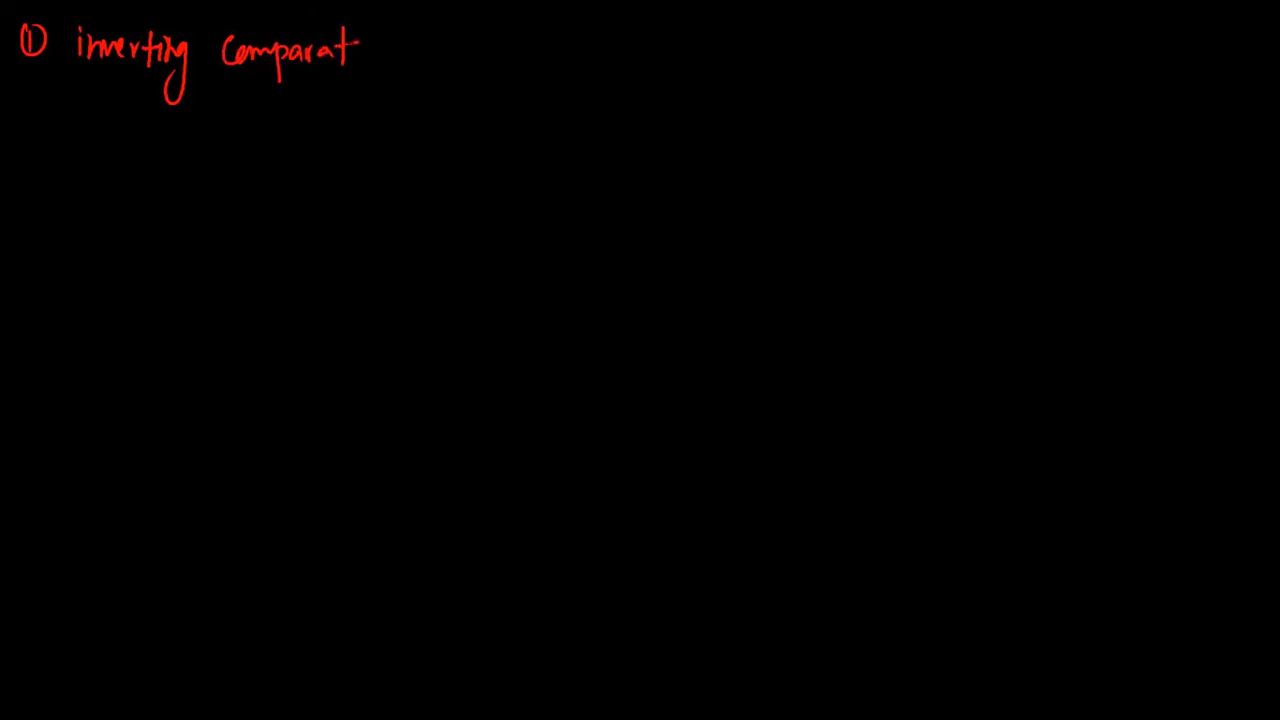 ① inverting comparat